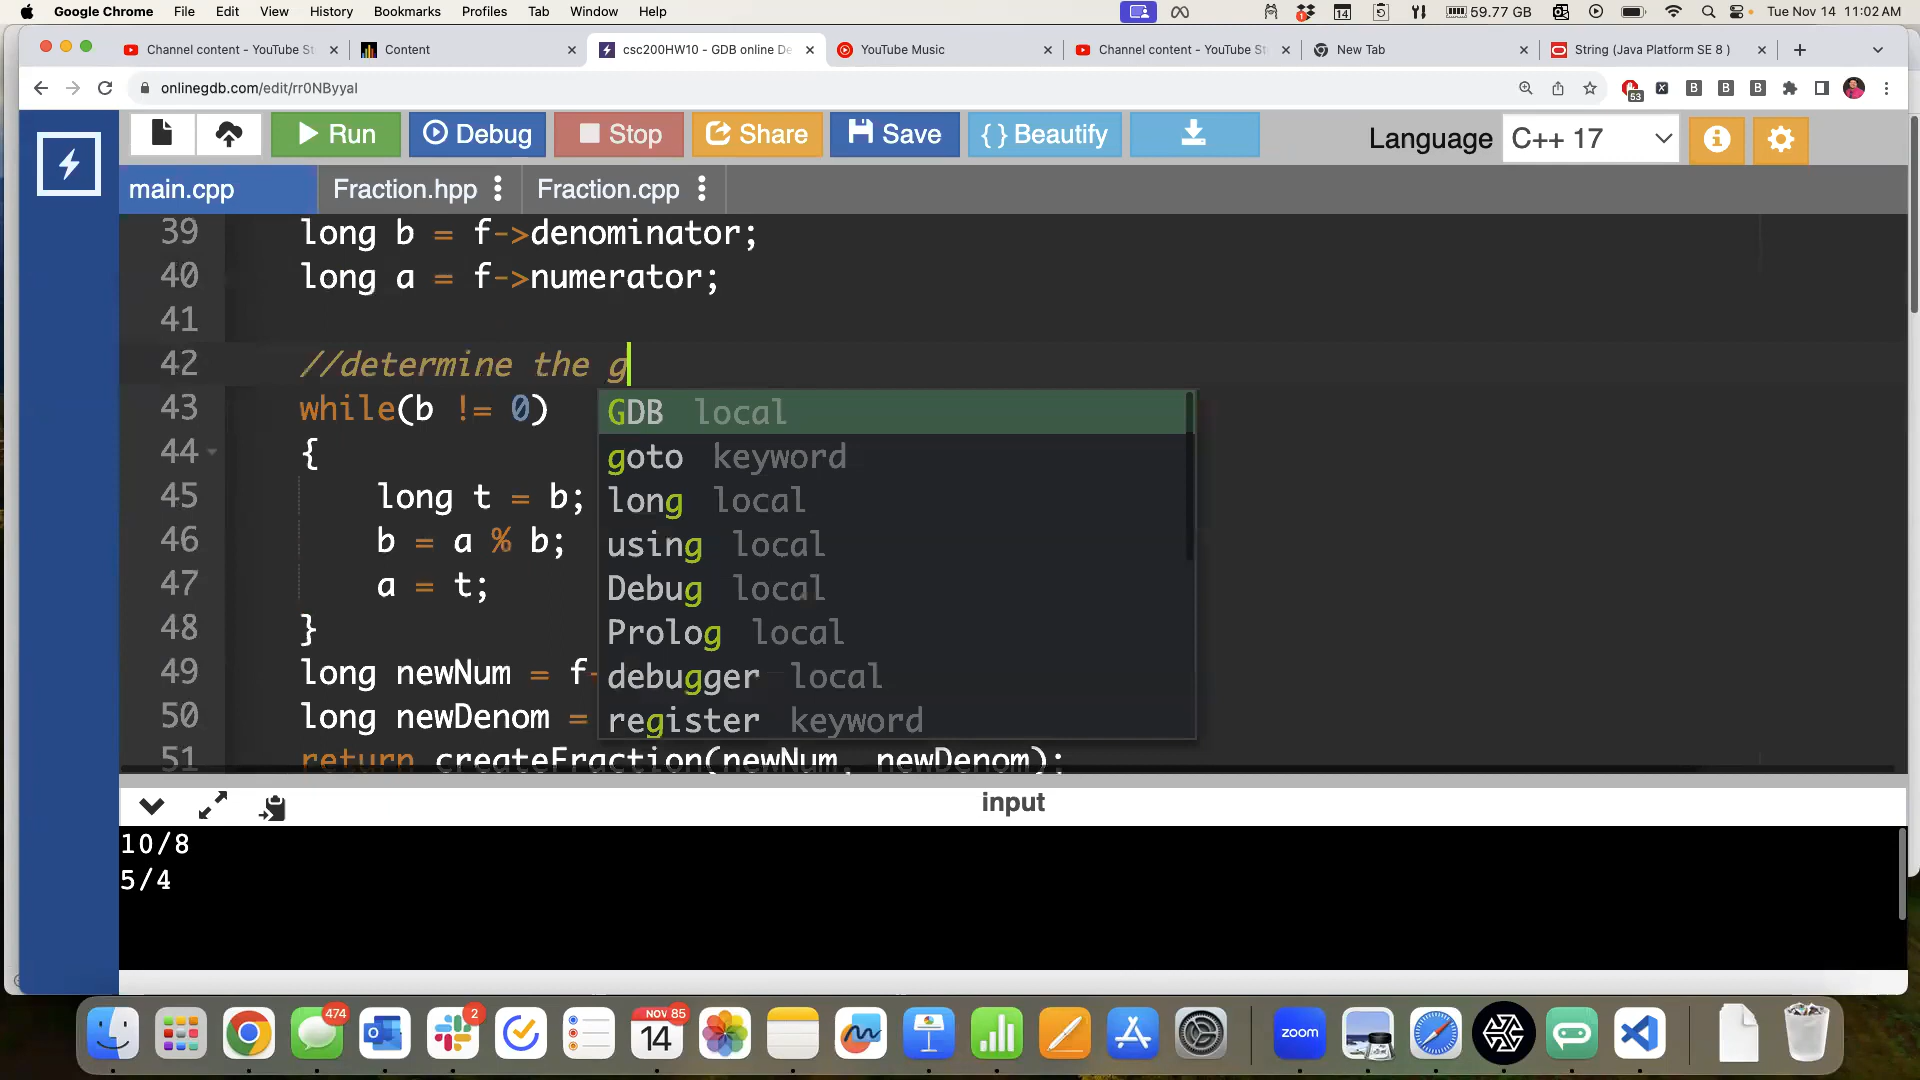 Google Chrome File Edit View History Bookmarks Profiles Tab Window Help 1 14 59.77 GB Tue Nov 14 11:02 AM
Channel content - YouTube St Content csc200HW10 - GDB online De YouTube Music Channel content - YouTube St New Tab String (Java Platform SE 8 )
onlinegdb.com/edit/rr0NByyal 53
Run Debug Stop Share Save {} Beautify Language C++ 17
main.cpp Fraction.hpp Fraction.cpp
39 long b = f->denominator;
40 long a = f->numerator;
41
42 //determine the g
43 while(b != 0)
44 {
45 long t = b;
46 b = a % b;
47 a = t;
48 }
49 long newNum = f-
50 long newDenom =
51 return createFraction(newNum, newDenom);
GDB local
goto keyword
long local
using local
Debug local
Prolog local
debugger local
register keyword
input
10/8
5/4
474 2 NOV 85 14 zoom